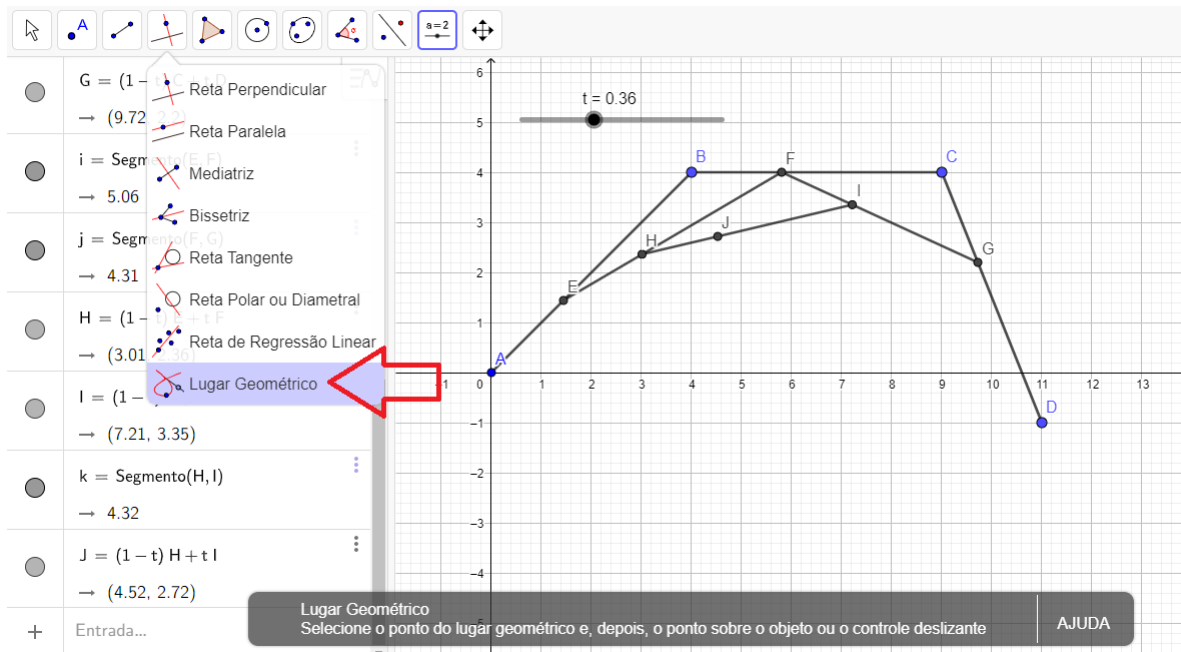 A
a=2
G = (1 –
→ (9.72
i = Segmento(E, F)
→ 5.06
j = Segmento(F, G)
→ 4.31
H = (1 – t) E + t F
→ (3.01, 2.36)
I = (1 –
→ (7.21, 3.35)
k = Segmento(H, I)
→ 4.32
J = (1 – t) H + t I
→ (4.52, 2.72)
+ Entrada...
Reta Perpendicular
Reta Paralela
Mediatriz
Bissetriz
Reta Tangente
Reta Polar ou Diametral
Reta de Regressão Linear
Lugar Geométrico
t = 0.36
6
5
4
3
2
1
0
–1
–2
–3
–4
1 2 3 4 5 6 7 8 9 10 11 12 13
A
B
C
D
E
F
G
H
I
J
Lugar Geométrico
Selecione o ponto do lugar geométrico e, depois, o ponto sobre o objeto ou o controle deslizante
AJUDA